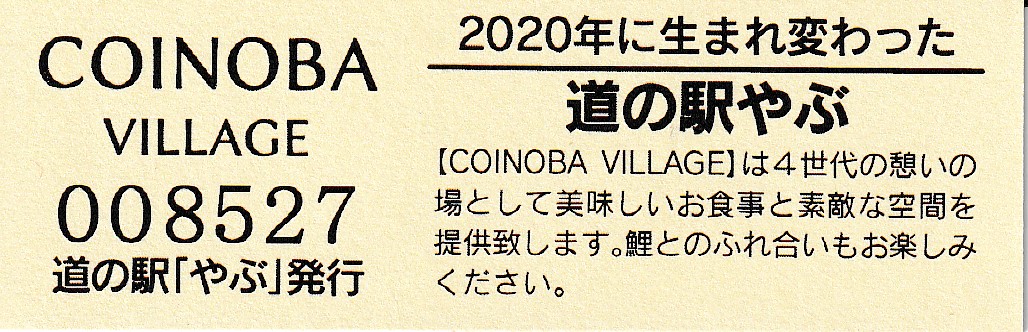 COINOBA
VILLAGE
008527
道の駅「やぶ」発行
2020年に生まれ変わった
道の駅やぶ
【COINOBA VILLAGE】は4世代の憩いの
場として美味しいお食事と素敵な空間を
提供致します。鯉とのふれ合いもお楽しみ
ください。